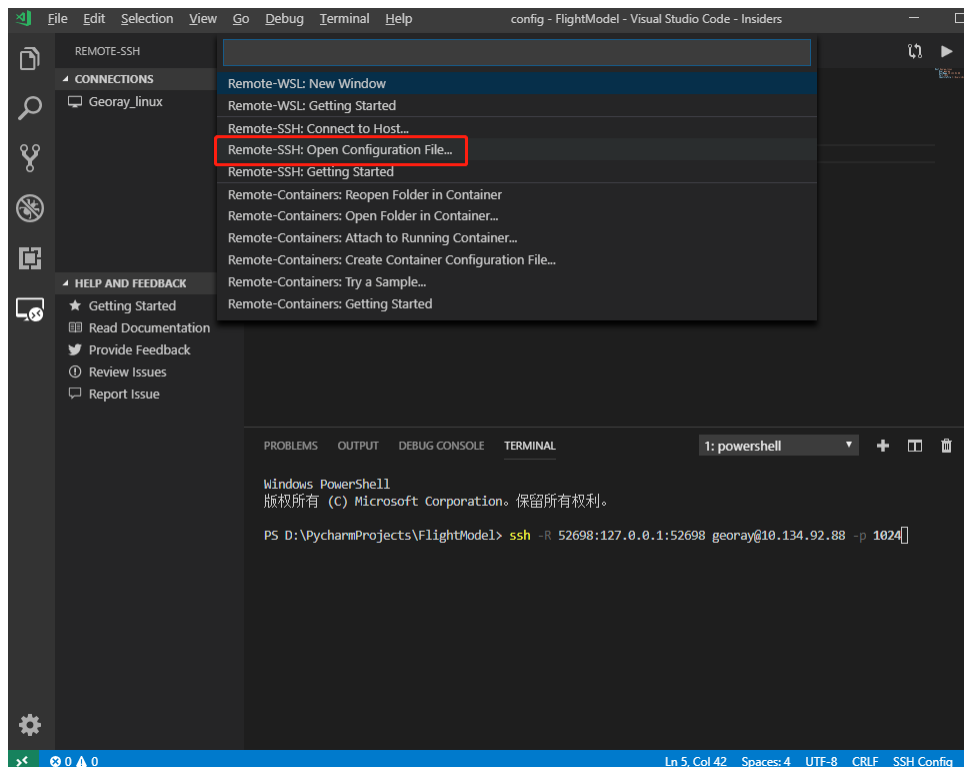 File Edit Selection View Go Debug Terminal Help config - FlightModel - Visual Studio Code - Insiders
REMOTE-SSH
CONNECTIONS
Georay_linux
Remote-WSL: New Window
Remote-WSL: Getting Started
Remote-SSH: Connect to Host...
Remote-SSH: Open Configuration File...
Remote-SSH: Getting Started
Remote-Containers: Reopen Folder in Container
Remote-Containers: Open Folder in Container...
Remote-Containers: Attach to Running Container...
Remote-Containers: Create Container Configuration File...
Remote-Containers: Try a Sample...
Remote-Containers: Getting Started
HELP AND FEEDBACK
Getting Started
Read Documentation
Provide Feedback
Review Issues
Report Issue
PROBLEMS OUTPUT DEBUG CONSOLE TERMINAL 1: powershell
Windows PowerShell
版权所有 (C) Microsoft Corporation。保留所有权利。
PS D:\PycharmProjects\FlightModel> ssh -R 52698:127.0.0.1:52698 georay@10.134.92.88 -p 1024
0 0 Ln 5, Col 42 Spaces: 4 UTF-8 CRLF SSH Config